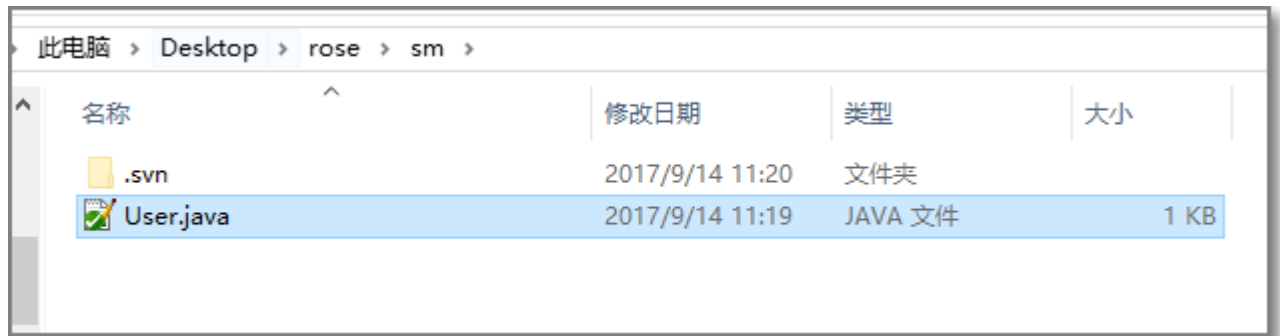 此电脑 > Desktop > rose > sm >
名称 修改日期 类型 大小
.svn 2017/9/14 11:20 文件夹
User.java 2017/9/14 11:19 JAVA 文件 1 KB